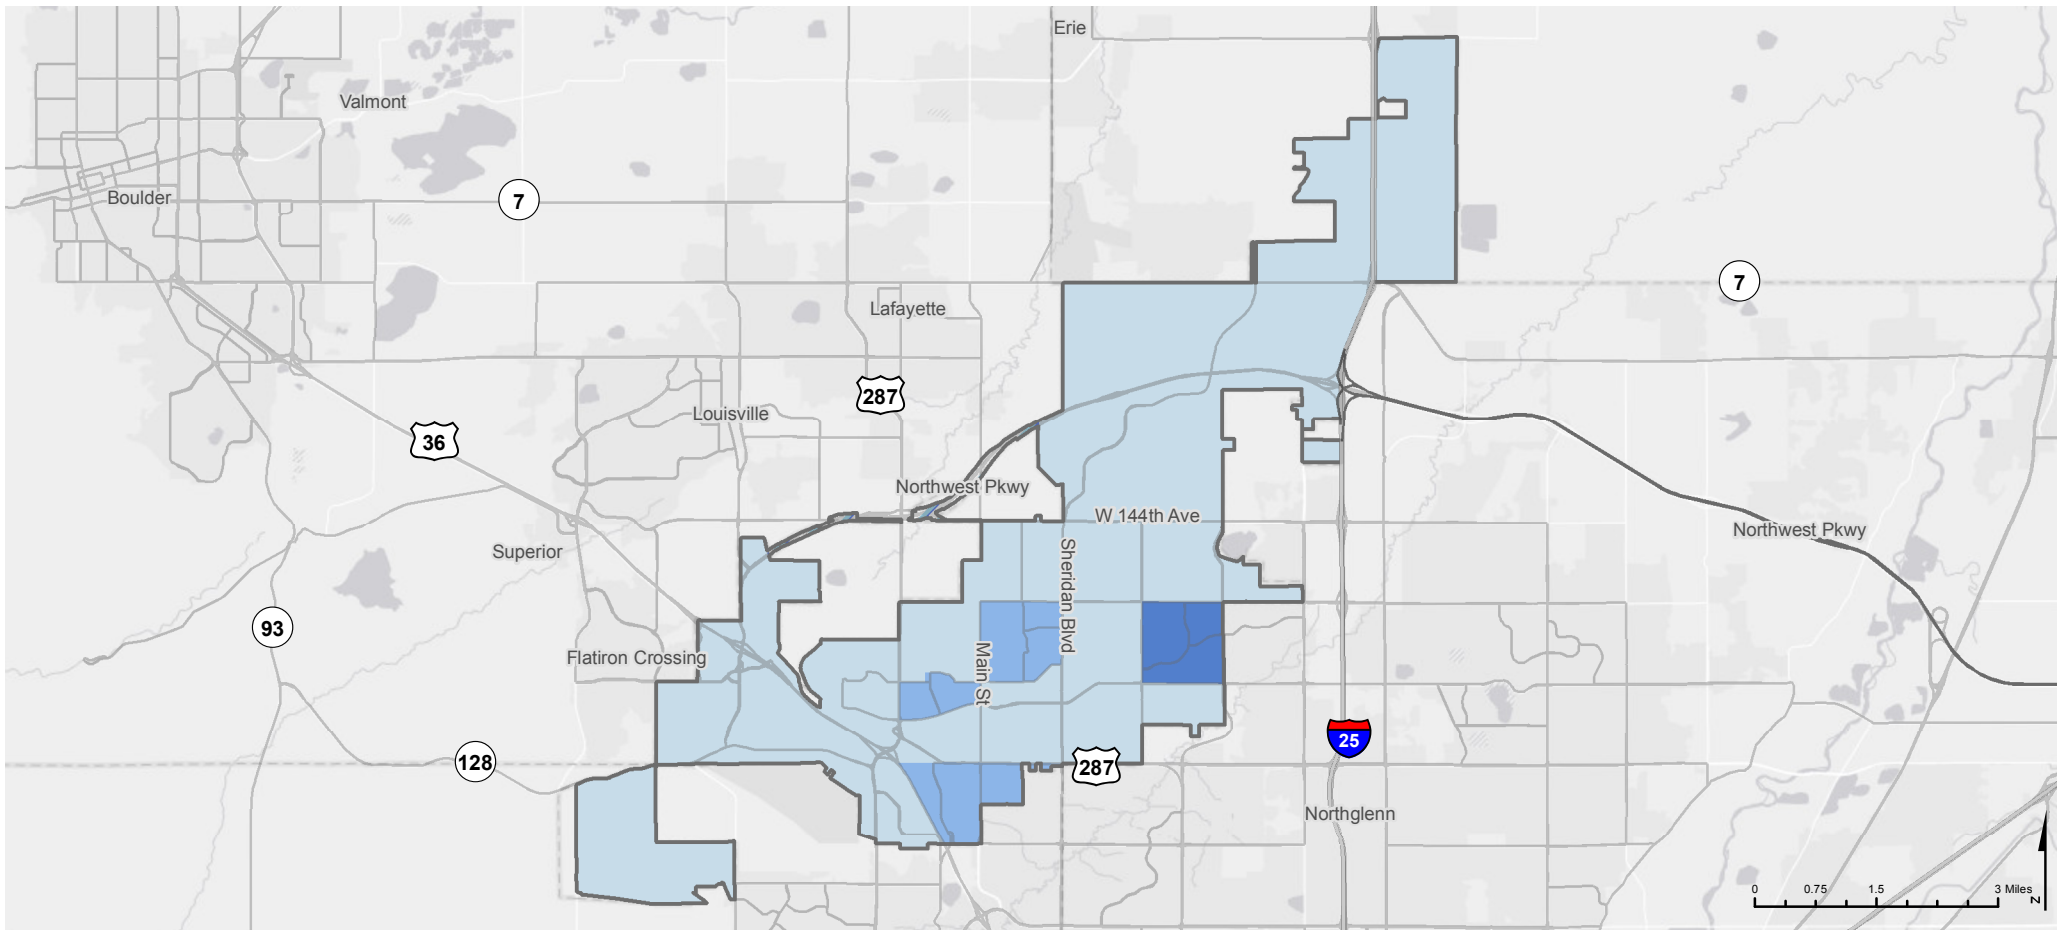 Erie
Valmont
7
Boulder
7
Lafayette
287
Louisville
36
Northwest Pkwy
W 144th Ave
Northwest Pkwy
Superior
Sheridan Blvd
93
Flatiron Crossing
Main St
25
128
287
Northglenn
0 0.75 1.5 3 Miles
N